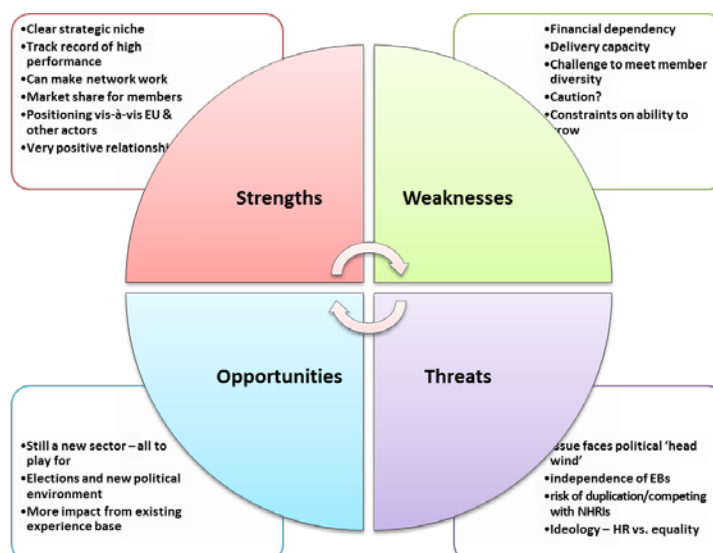 •Clear strategic niche
•Track record of high
performance
•Can make network work
•Market share for members
•Positioning vis-à-vis EU &
other actors
•Very positive
•Financial dependency
•Delivery capacity
•Challenge to meet member
diversity
•Caution?
•Constraints on ability to
Strengths
Weaknesses
Opportunities
Threats
•Still a new sector – all to
play for
•Elections and new political
environment
•More impact from existing
experience base
faces political ‘head
wind’
•independence of EBs
•risk of duplication/competing
with NHRIs
•Ideology – HR vs. equality